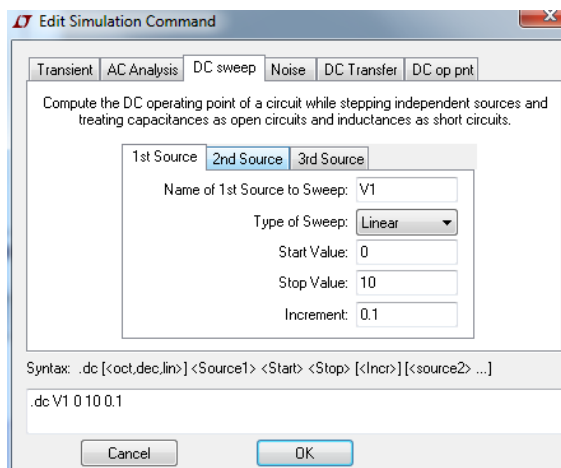 Edit Simulation Command
Transient AC Analysis DC sweep Noise DC Transfer DC op pnt
Compute the DC operating point of a circuit while stepping independent sources and
treating capacitances as open circuits and inductances as short circuits.
1st Source 2nd Source 3rd Source
Name of 1st Source to Sweep: V1
Type of Sweep: Linear
Start Value: 0
Stop Value: 10
Increment: 0.1
Syntax: .dc [<oct,dec,lin>] <Source1> <Start> <Stop> [<Incr>] [<source2> ...]
.dc V1 0 10 0.1
Cancel OK